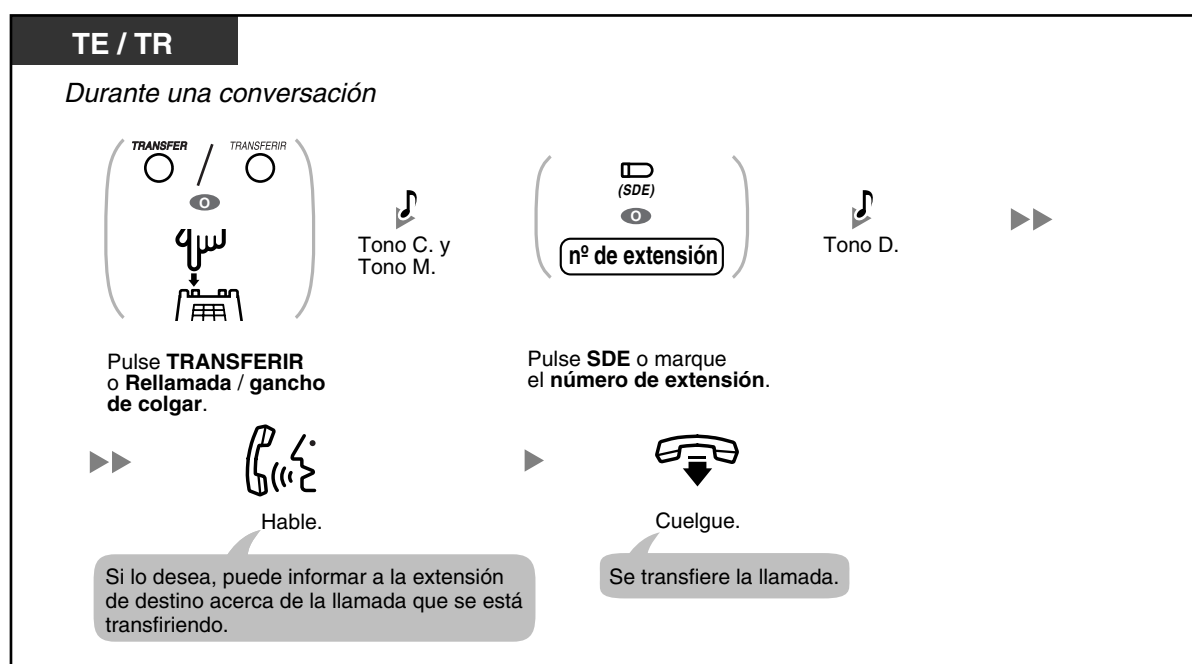 TE / TR
Durante una conversación
TRANSFER / TRANSFERIR
O
Tono C. y
Tono M.
(SDE)
O
nº de extensión
Tono D.
Pulse TRANSFERIR
o Rellamada / gancho
de colgar.
Pulse SDE o marque
el número de extensión.
Hable.
Cuelgue.
Si lo desea, puede informar a la extensión
de destino acerca de la llamada que se está
transfiriendo.
Se transfiere la llamada.